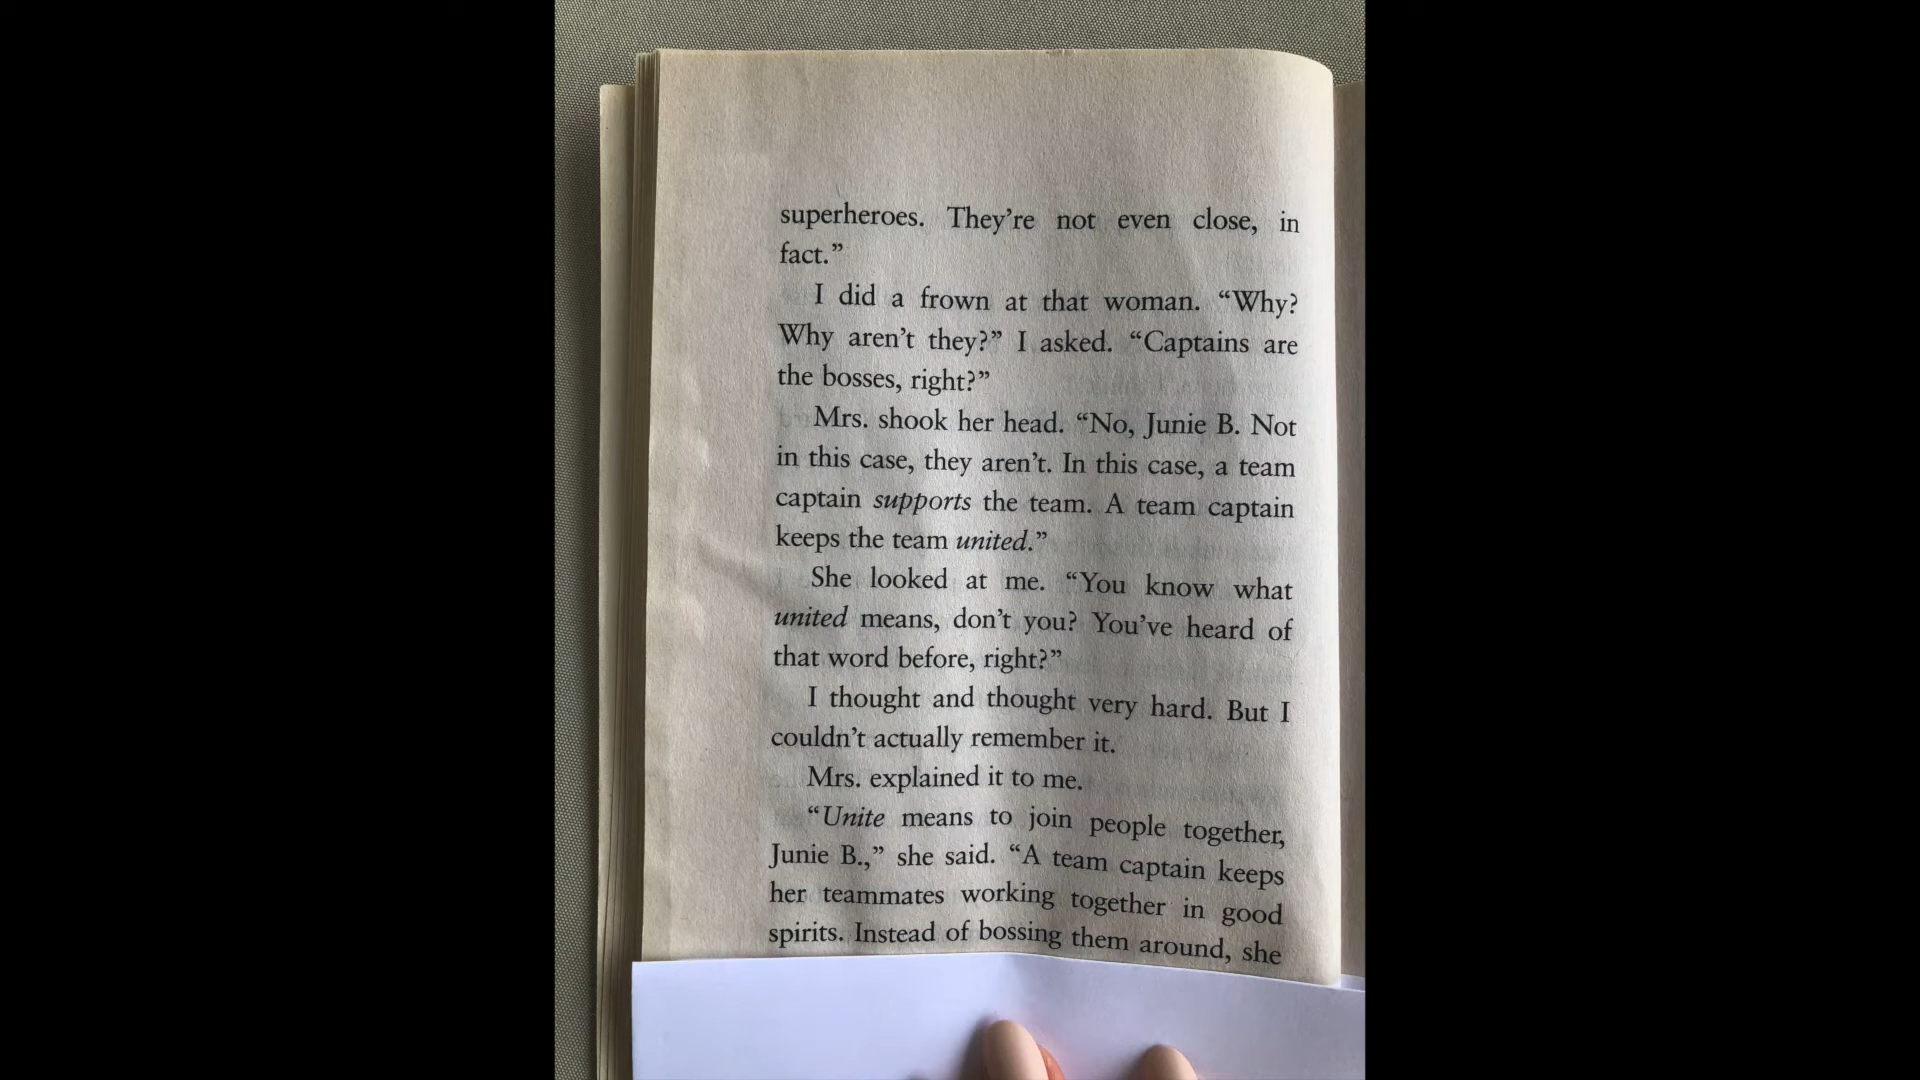 superheroes. They’re not even close, in
fact.”
I did a frown at that woman. “Why?
Why aren’t they?” I asked. “Captains are
the bosses, right?”
Mrs. shook her head. “No, Junie B. Not
in this case, they aren’t. In this case, a team
captain supports the team. A team captain
keeps the team united.”
She looked at me. “You know what
united means, don’t you? You’ve heard of
that word before, right?”
I thought and thought very hard. But I
couldn’t actually remember it.
Mrs. explained it to me.
“Unite means to join people together,
Junie B.,” she said. “A team captain keeps
her teammates working together in good
spirits. Instead of bossing them around, she